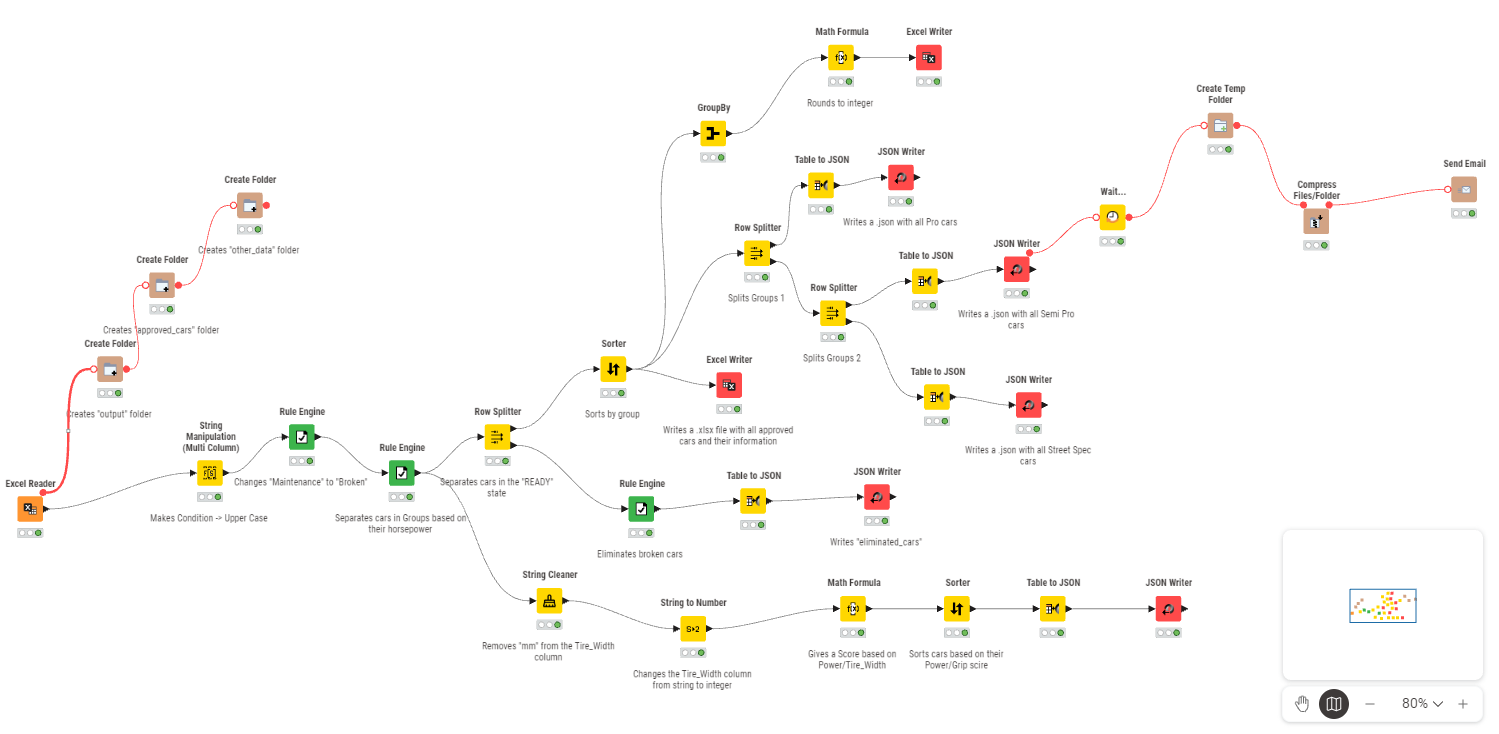 Math Formula
Excel Writer
Rounds to integer
Create Temp
Folder
GroupBy
Table to JSON
JSON Writer
Writes a .json with all Pro cars
Send Email
Create Folder
Creates "other_data" folder
Wait...
Compress
Files/Folder
Row Splitter
Splits Groups 1
JSON Writer
Table to JSON
Writes a .json with all Semi Pro
cars
Create Folder
Creates "approved_cars" folder
Row Splitter
Splits Groups 2
Create Folder
Creates "output" folder
Sorter
Sorts by group
Excel Writer
Writes a .xlsx file with all approved
cars and their information
Table to JSON
JSON Writer
Writes a .json with all Street Spec
cars
Excel Reader
String
Manipulation
(Multi Column)
Makes Condition -> Upper Case
Rule Engine
Changes "Maintenance" to "Broken"
Rule Engine
Separates cars in Groups based on
their horsepower
Row Splitter
Separates cars in the "READY"
state
Rule Engine
Eliminates broken cars
Table to JSON
JSON Writer
Writes "eliminated_cars"
String Cleaner
Removes "mm" from the Tire_Width
column
String to Number
S›2
Changes the Tire_Width column
from string to integer
Math Formula
Gives a Score based on
Power/Tire_Width
Sorter
Sorts cars based on their
Power/Grip scire
Table to JSON
JSON Writer
80%